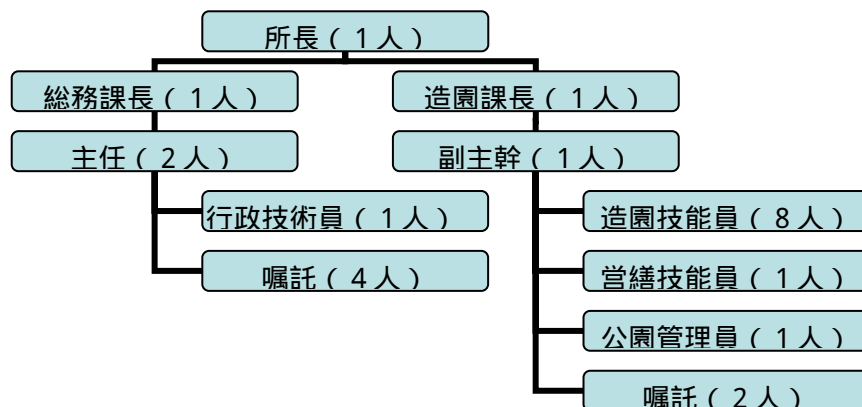 所長(1人)
総務課長(1人)
造園課長(1人)
主任(2人)
副主幹(1人)
行政技術員(1人)
造園技能員(8人)
嘱託(4人)
営繕技能員(1人)
公園管理員(1人)
嘱託(2人)